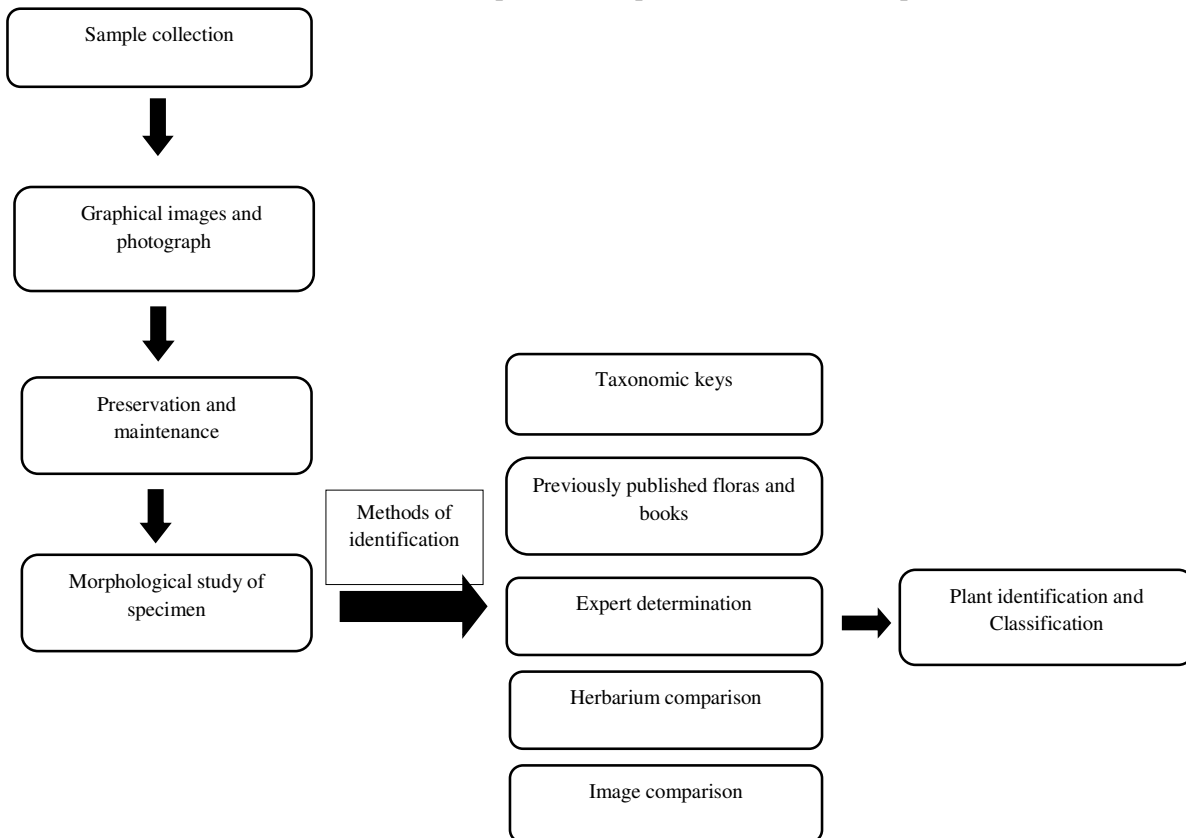 Sample collection
Graphical images and
photograph
Preservation and
maintenance
Morphological study of
specimen
Methods of
identification
Taxonomic keys
Previously published floras and
books
Expert determination
Herbarium comparison
Image comparison
Plant identification and
Classification